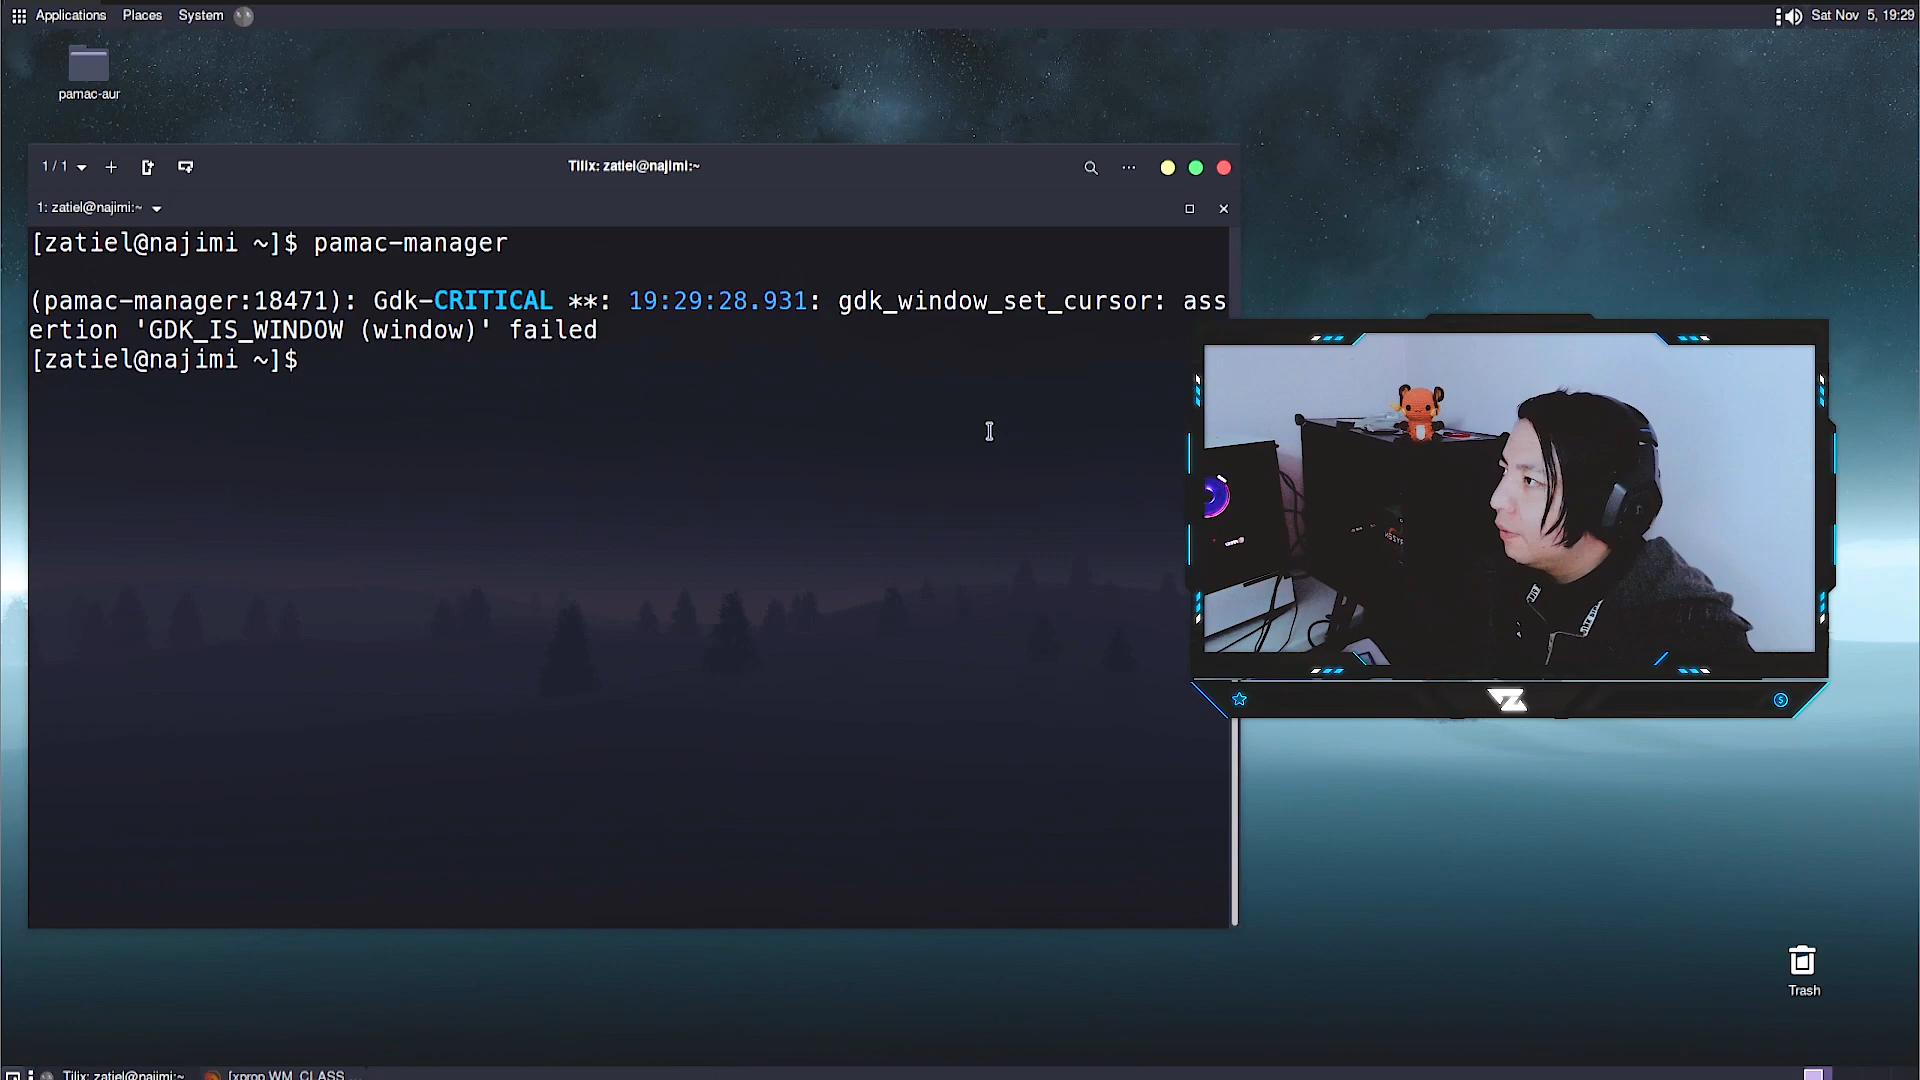 Applications Places System
Sat Nov 5, 19:29
pamac-aur
1 / 1
Tilix: zatiel@najimi:~
1: zatiel@najimi:~
[zatiel@najimi ~]$ pamac-manager
(pamac-manager:18471): Gdk-CRITICAL **: 19:29:28.931: gdk_window_set_cursor: ass
ertion 'GDK_IS_WINDOW (window)' failed
[zatiel@najimi ~]$
Trash
Tilix: zatiel@najimi:~
[xprop WM_CLASS